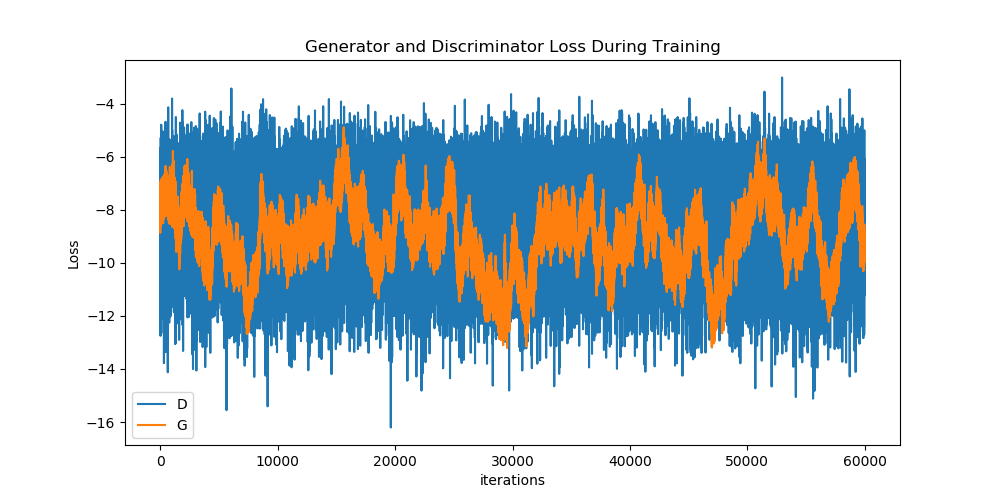 Generator and Discriminator Loss During Training
Loss
−4
−6
−8
−10
−12
−14
−16
D
G
0 10000 20000 30000 40000 50000 60000
iterations